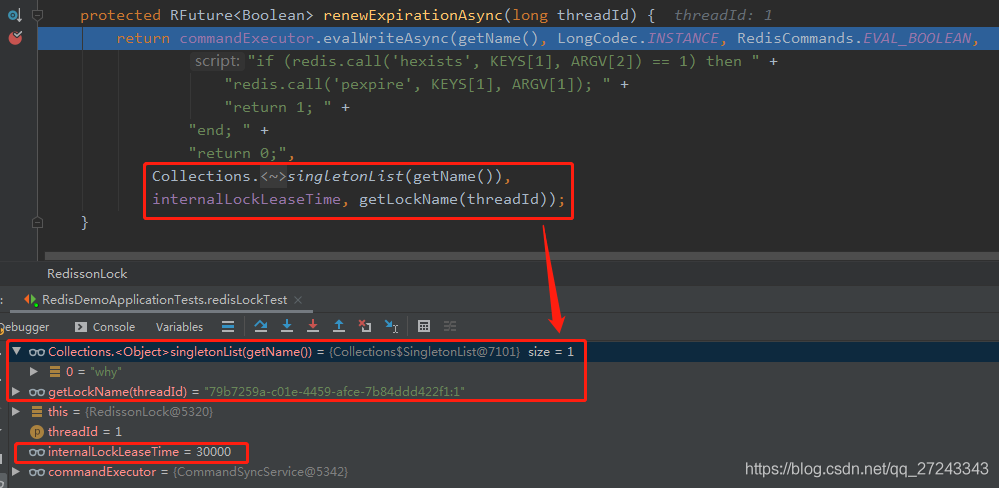 protected RFuture<Boolean> renewExpirationAsync(long threadId) { threadId: 1
return commandExecutor.evalWriteAsync(getName(), LongCodec.INSTANCE, RedisCommands.EVAL_BOOLEAN,
script: "if (redis.call('hexists', KEYS[1], ARGV[2]) == 1) then " +
"redis.call('pexpire', KEYS[1], ARGV[1]); " +
"return 1; " +
"end; " +
"return 0;",
Collections.<~>singletonList(getName()),
internalLockLeaseTime, getLockName(threadId));
}
RedissonLock
: RedisDemoApplicationTests.redisLockTest ×
Debugger Console Variables
Collections.<Object>singletonList(getName()) = {Collections$SingletonList@7101} size = 1
0 = "why"
getLockName(threadId) = "79b7259a-c01e-4459-afce-7b84ddd422f1:1"
this = {RedissonLock@5320}
p threadId = 1
internalLockLeaseTime = 30000
commandExecutor = {CommandSyncService@5342}
https://blog.csdn.net/qq_27243343